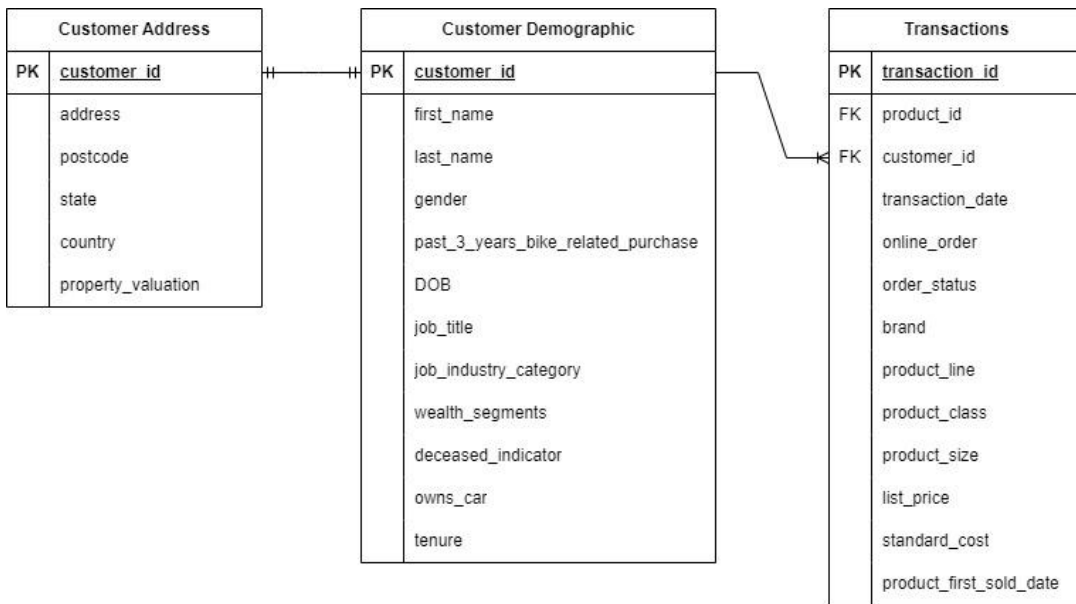 Customer Address
PK customer_id
address
postcode
state
country
property_valuation
Customer Demographic
PK customer_id
first_name
last_name
gender
past_3_years_bike_related_purchase
DOB
job_title
job_industry_category
wealth_segments
deceased_indicator
owns_car
tenure
Transactions
PK transaction_id
FK product_id
FK customer_id
transaction_date
online_order
order_status
brand
product_line
product_class
product_size
list_price
standard_cost
product_first_sold_date